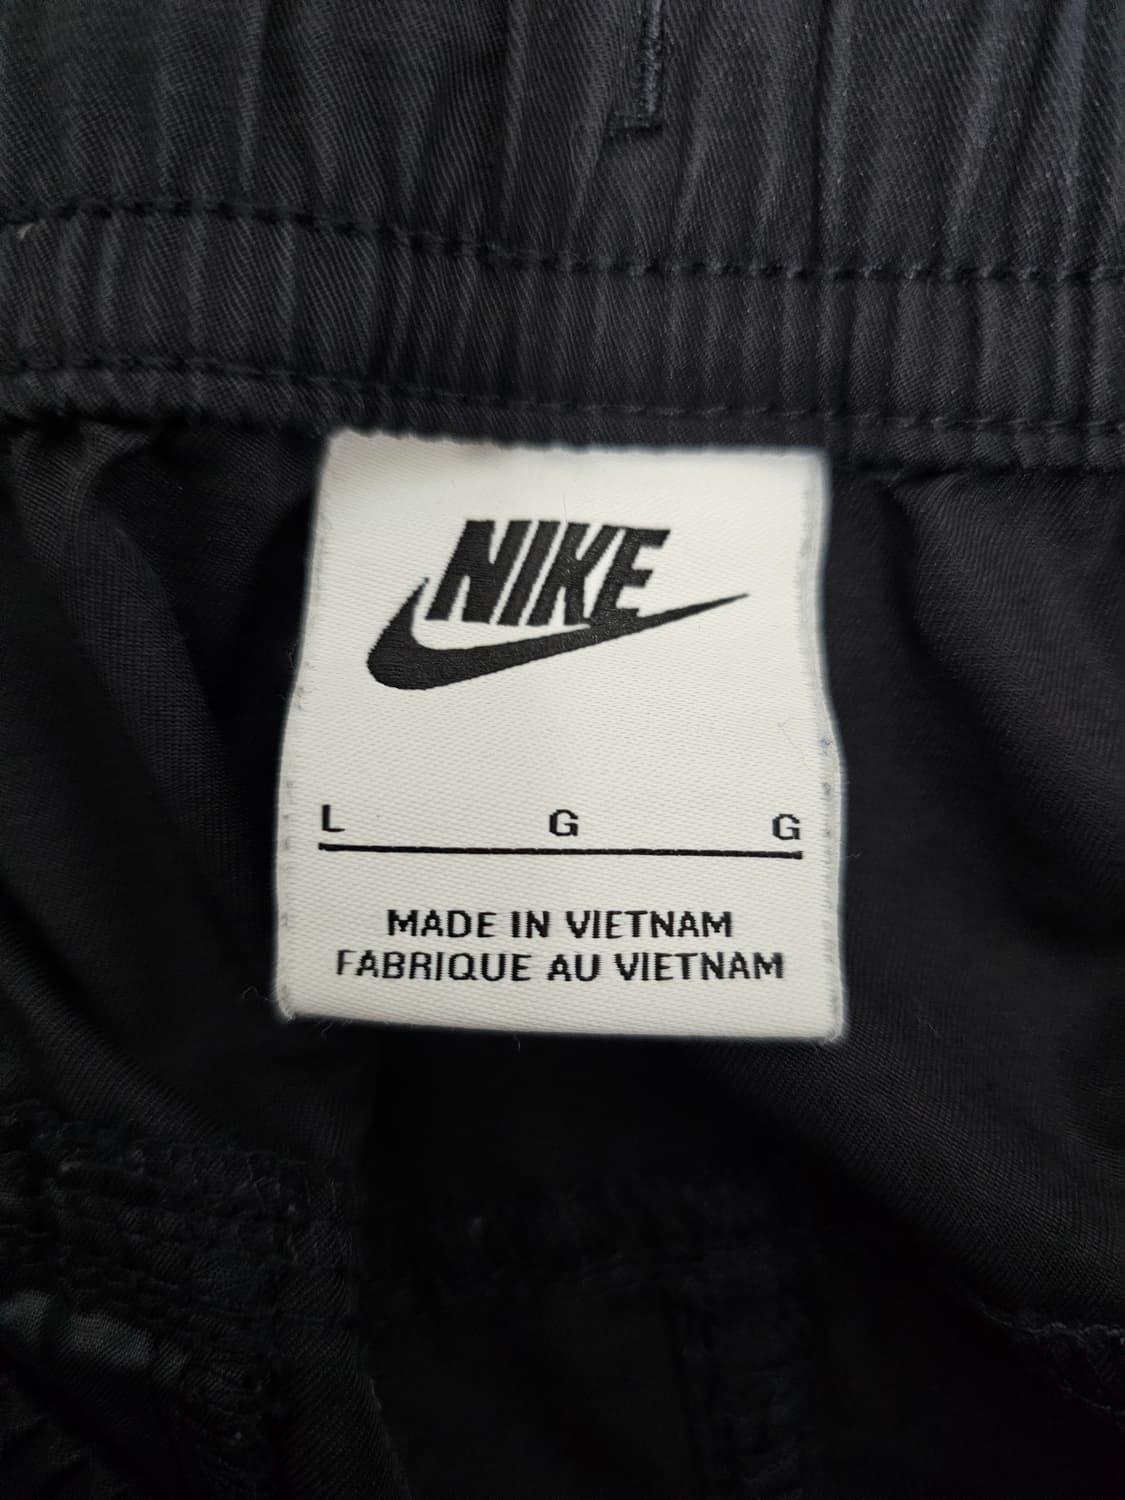 NIKE
L G G
MADE IN VIETNAM
FABRIQUE AU VIETNAM